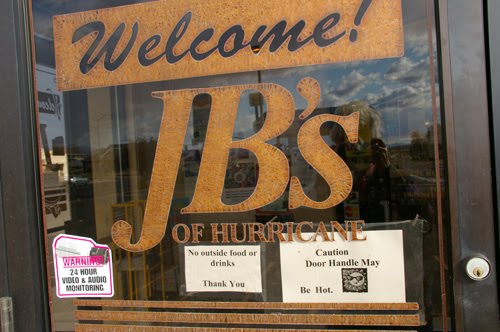 Welcome!
JB's
OF HURRICANE
No outside food or
drinks
Thank You
Caution
Door Handle May
Be Hot.
WARNING
24 HOUR
VIDEO & AUDIO
MONITORING